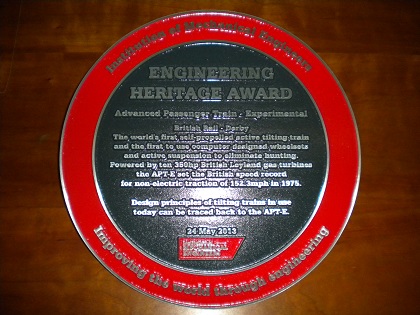 Institution of Mechanical Engineers
ENGINEERING
HERITAGE AWARD
Advanced Passenger Train - Experimental
British Rail - Derby
The world's first self-propelled active tilting train
and the first to use computer designed wheelsets
and active suspension to eliminate hunting.
Powered by ten 350hp British Leyland gas turbines
the APT-E set the British speed record
for non-electric traction of 152.3mph in 1975.
Design principles of tilting trains in use
today can be traced back to the APT-E.
24 May 2013
Improving the world through engineering